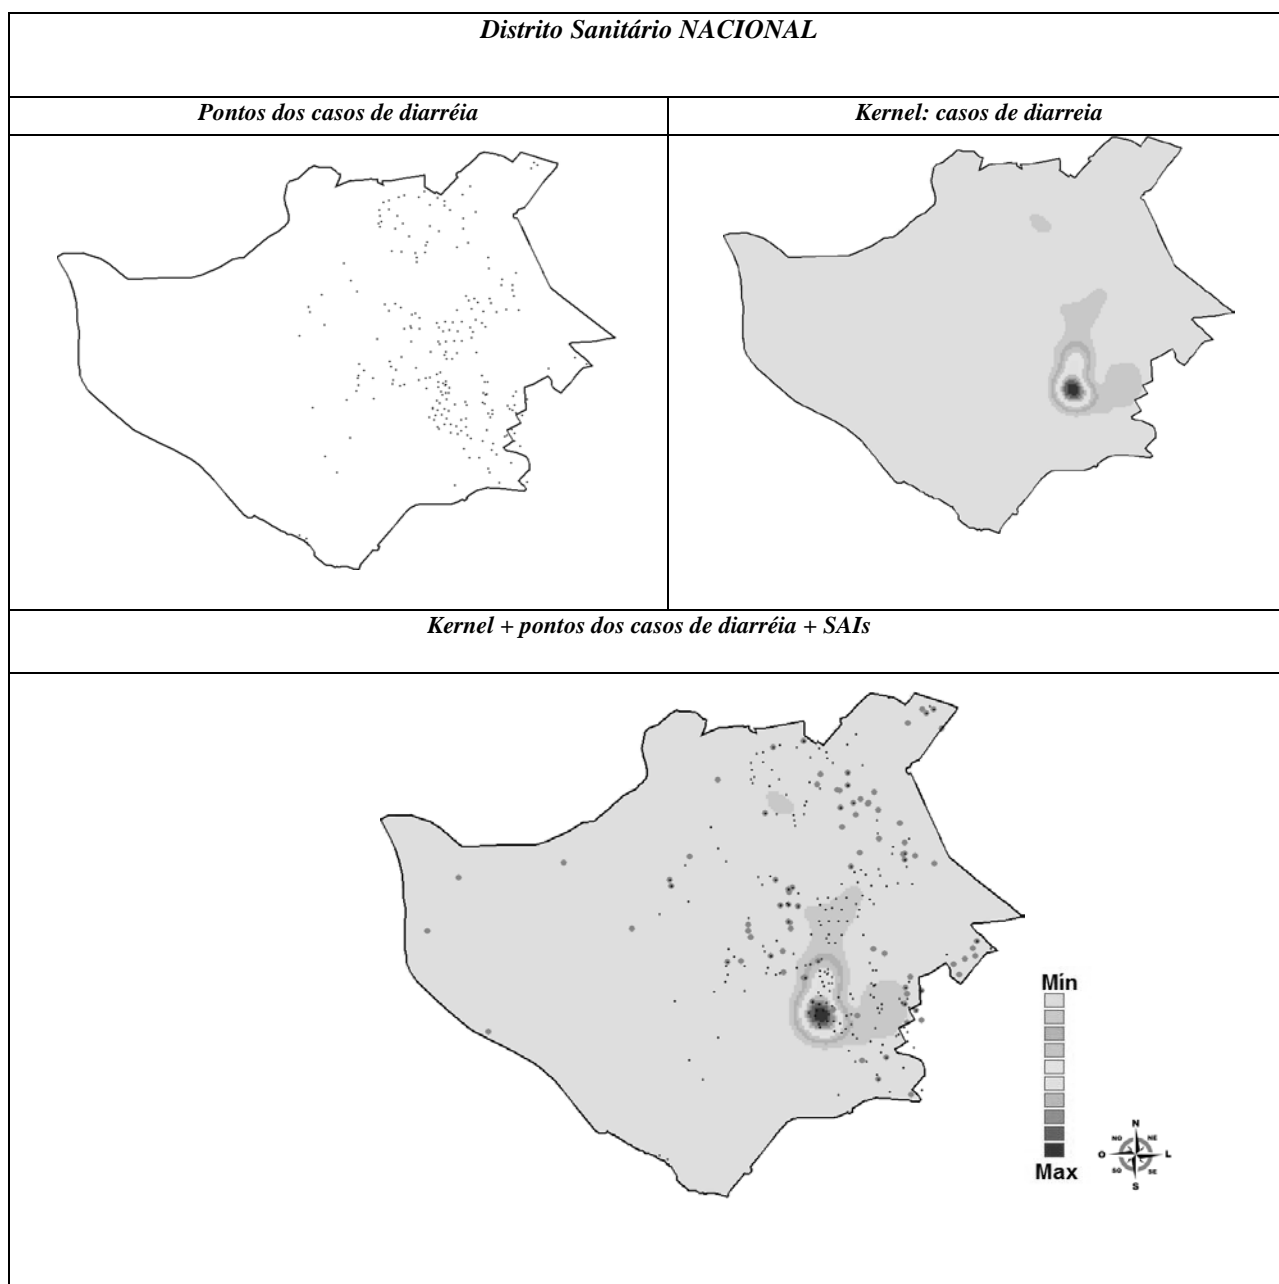 Distrito Sanitário NACIONAL
Pontos dos casos de diarréia
Kernel: casos de diarreia
Kernel + pontos dos casos de diarréia + SAIs
Mín
Max
N
NO
NE
O
L
SO
SE
S